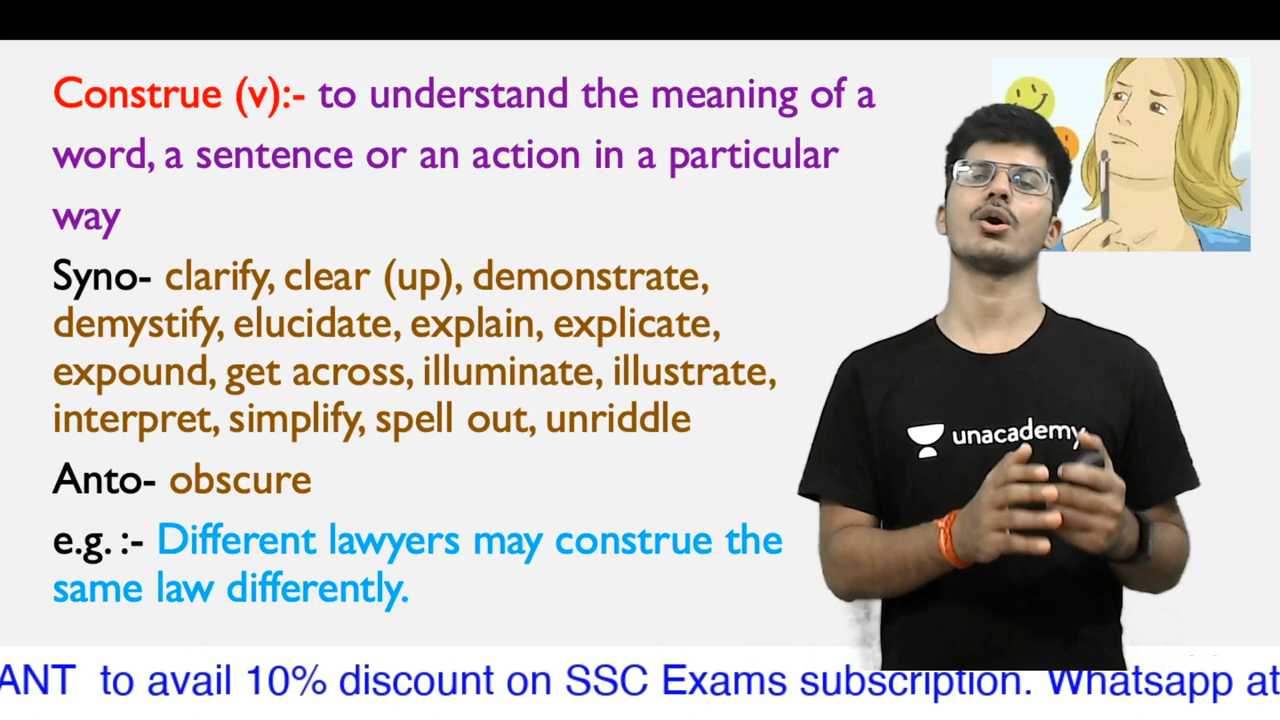 Construe (v):- to understand the meaning of a
word, a sentence or an action in a particular
way
Syno- clarify, clear (up), demonstrate,
demystify, elucidate, explain, explicate,
expound, get across, illuminate, illustrate,
interpret, simplify, spell out, unriddle
Anto- obscure
e.g. :- Different lawyers may construe the
same law differently.
unacademy
ANT to avail 10% discount on SSC Exams subscription. Whatsapp at